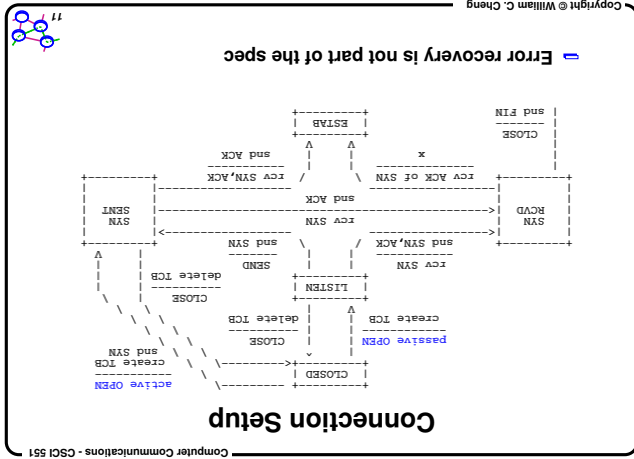 Computer Communications - CSCI 551
Connection Setup
active OPEN
CLOSED
create TCB
snd SYN
passive OPEN
CLOSE
create TCB
delete TCB
CLOSE
LISTEN
delete TCB
rcv SYN
SEND
snd SYN,ACK
snd SYN
SYN
RCVD
rcv SYN
snd ACK
SYN
SENT
rcv ACK of SYN
x
rcv SYN,ACK
snd ACK
CLOSE
snd FIN
ESTAB
Error recovery is not part of the spec
11
Copyright © William C. Cheng